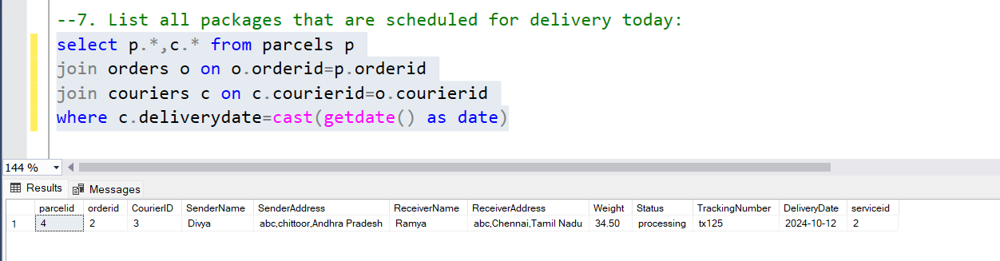 --7. List all packages that are scheduled for delivery today:
select p.*,c.* from parcels p
join orders o on o.orderid=p.orderid
join couriers c on c.courierid=o.courierid
where c.deliverydate=cast(getdate() as date)
144 %
Results Messages
parcelid orderid CourierID SenderName SenderAddress ReceiverName ReceiverAddress Weight Status TrackingNumber DeliveryDate serviceid
1 4 2 3 Divya abc,chittoor,Andhra Pradesh Ramya abc,Chennai,Tamil Nadu 34.50 processing tx125 2024-10-12 2